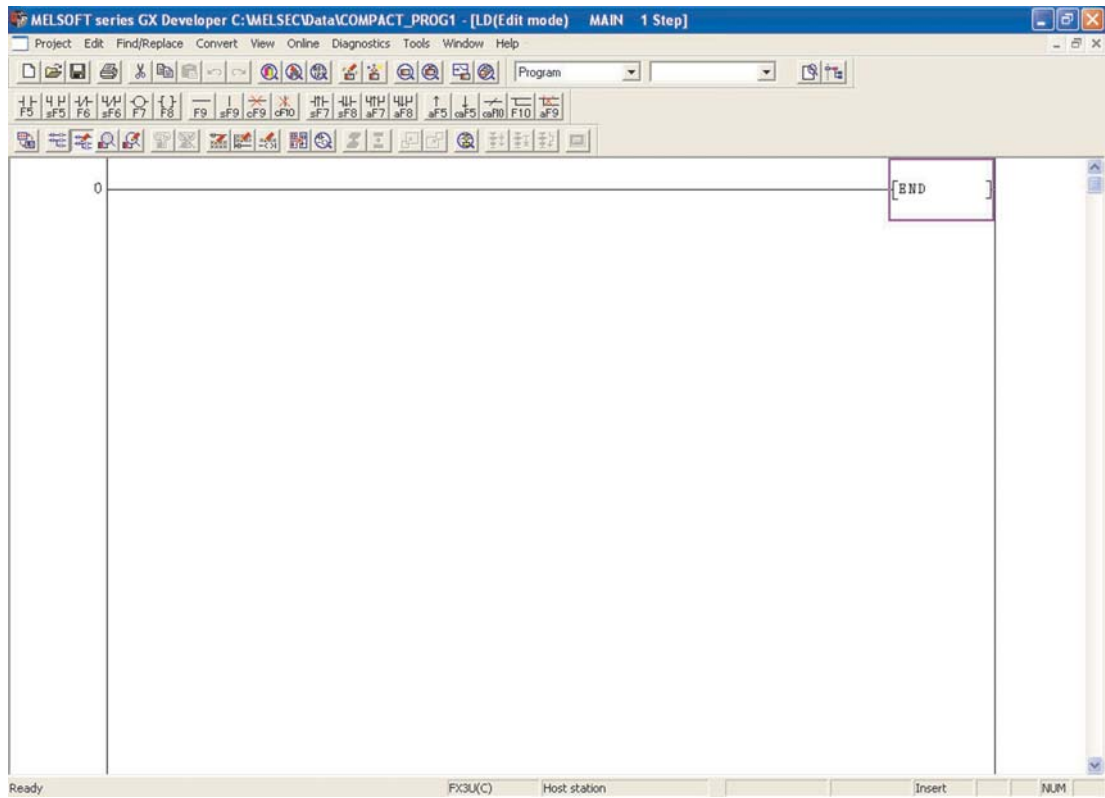 MELSOFT series GX Developer C:\MELSEC\Data\COMPACT_PROG1 - [LD(Edit mode) MAIN 1 Step]
Project Edit Find/Replace Convert View Online Diagnostics Tools Window Help
Program
F5 sF5 F6 sF6 F7 F8 F9 sF9 cF9 cF10 sF7 sF8 aF7 aF8 aF5 caF5 caF10 F10 aF9
0 [END ]
Ready FX3U(C) Host station Insert NUM